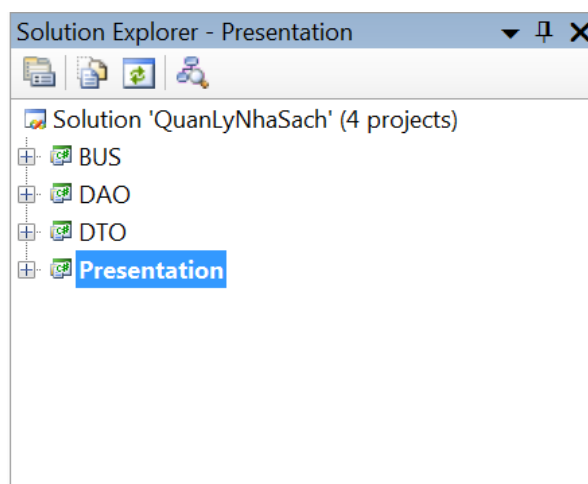 Solution Explorer - Presentation
Solution 'QuanLyNhaSach' (4 projects)
BUS
DAO
DTO
Presentation